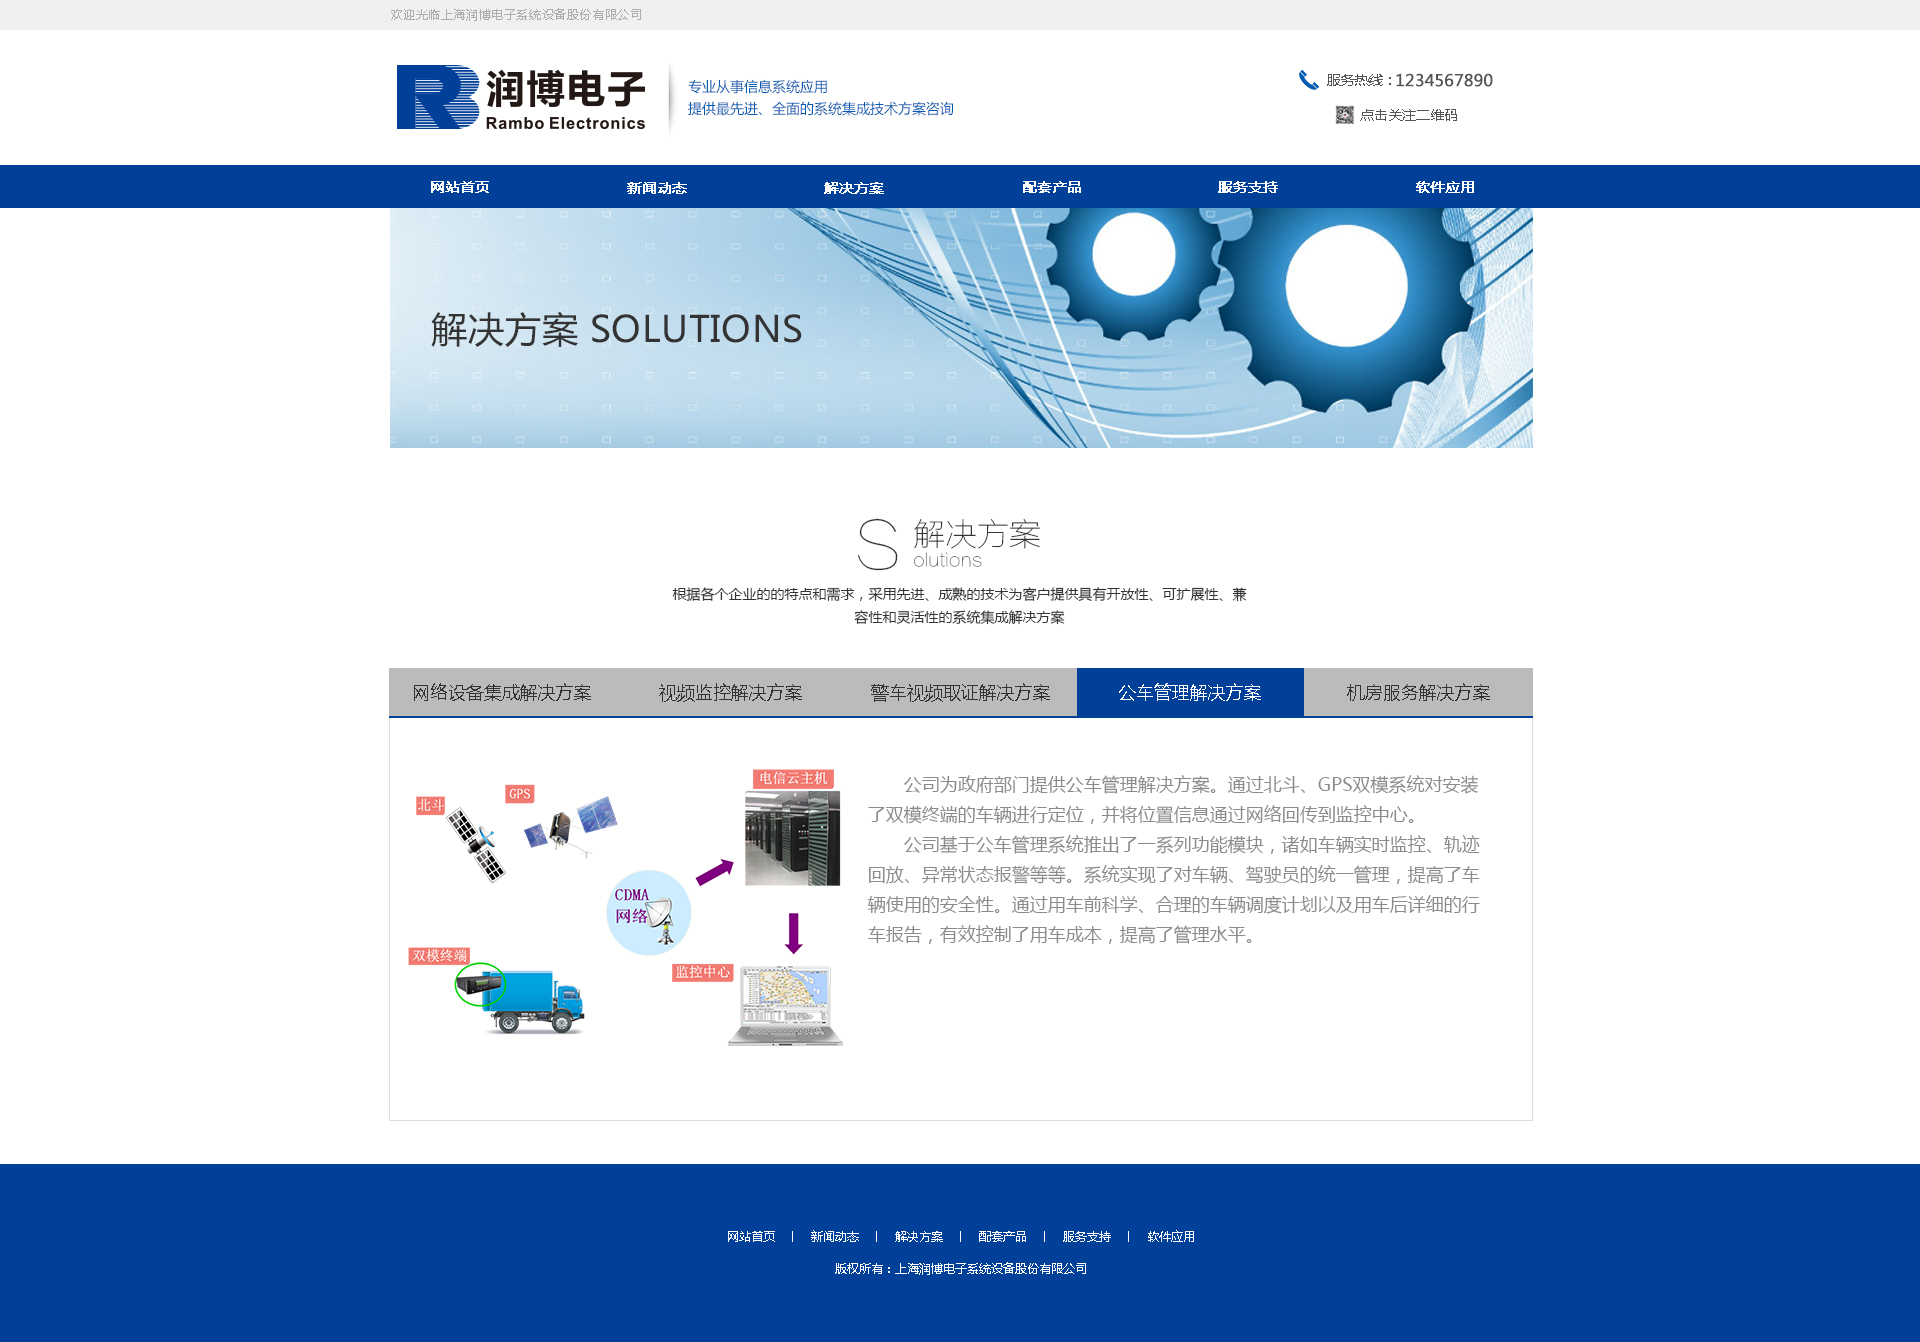 欢迎光临上海润博电子系统设备股份有限公司
润博电子
Rambo Electronics
专业从事信息系统应用
提供最先进、全面的系统集成技术方案咨询
服务热线：1234567890
点击关注二维码
网站首页 新闻动态 解决方案 配套产品 服务支持 软件应用
解决方案 SOLUTIONS
S 解决方案
olutions
根据各个企业的的特点和需求，采用先进、成熟的技术为客户提供具有开放性、可扩展性、兼
容性和灵活性的系统集成解决方案
网络设备集成解决方案 视频监控解决方案 警车视频取证解决方案 公车管理解决方案 机房服务解决方案
北斗
GPS
电信云主机
CDMA
网络
双模终端
监控中心
公司为政府部门提供公车管理解决方案。通过北斗、GPS双模系统对安装
了双模终端的车辆进行定位，并将位置信息通过网络回传到监控中心。
公司基于公车管理系统推出了一系列功能模块，诸如车辆实时监控、轨迹
回放、异常状态报警等等。系统实现了对车辆、驾驶员的统一管理，提高了车
辆使用的安全性。通过用车前科学、合理的车辆调度计划以及用车后详细的行
车报告，有效控制了用车成本，提高了管理水平。
网站首页 | 新闻动态 | 解决方案 | 配套产品 | 服务支持 | 软件应用
版权所有：上海润博电子系统设备股份有限公司